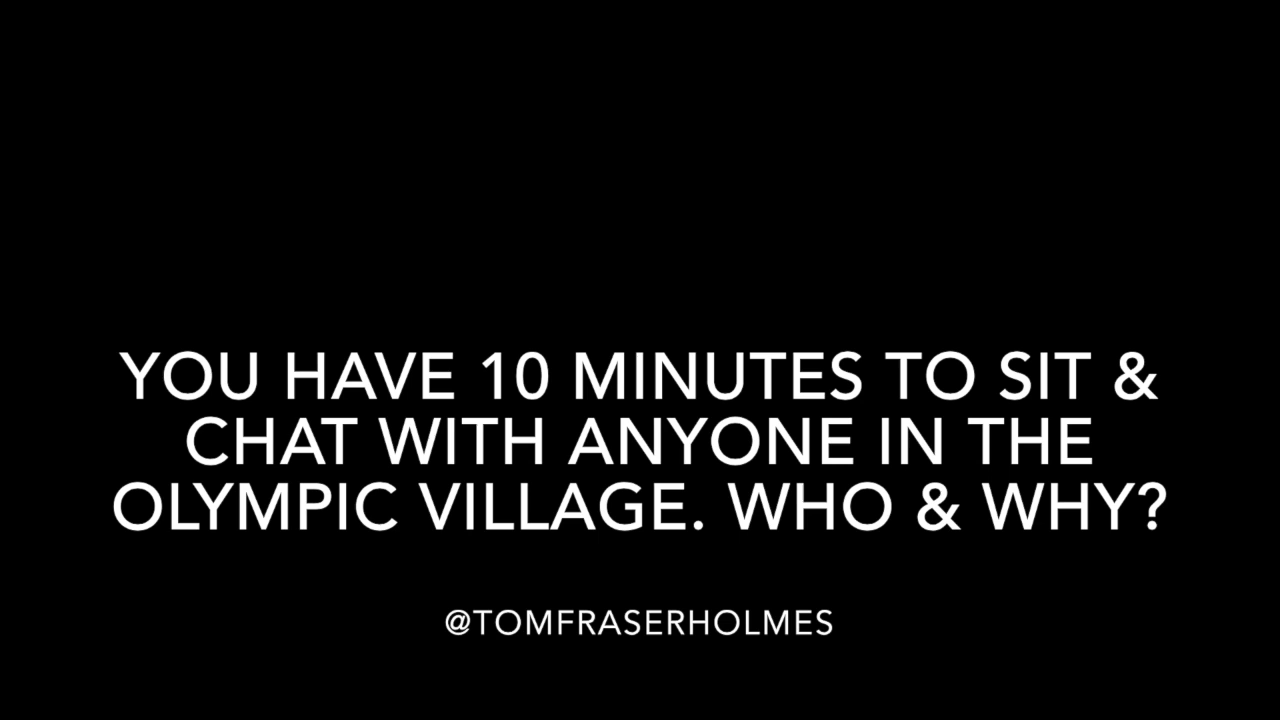 YOU HAVE 10 MINUTES TO SIT &
CHAT WITH ANYONE IN THE
OLYMPIC VILLAGE. WHO & WHY?
@TOMFRASERHOLMES